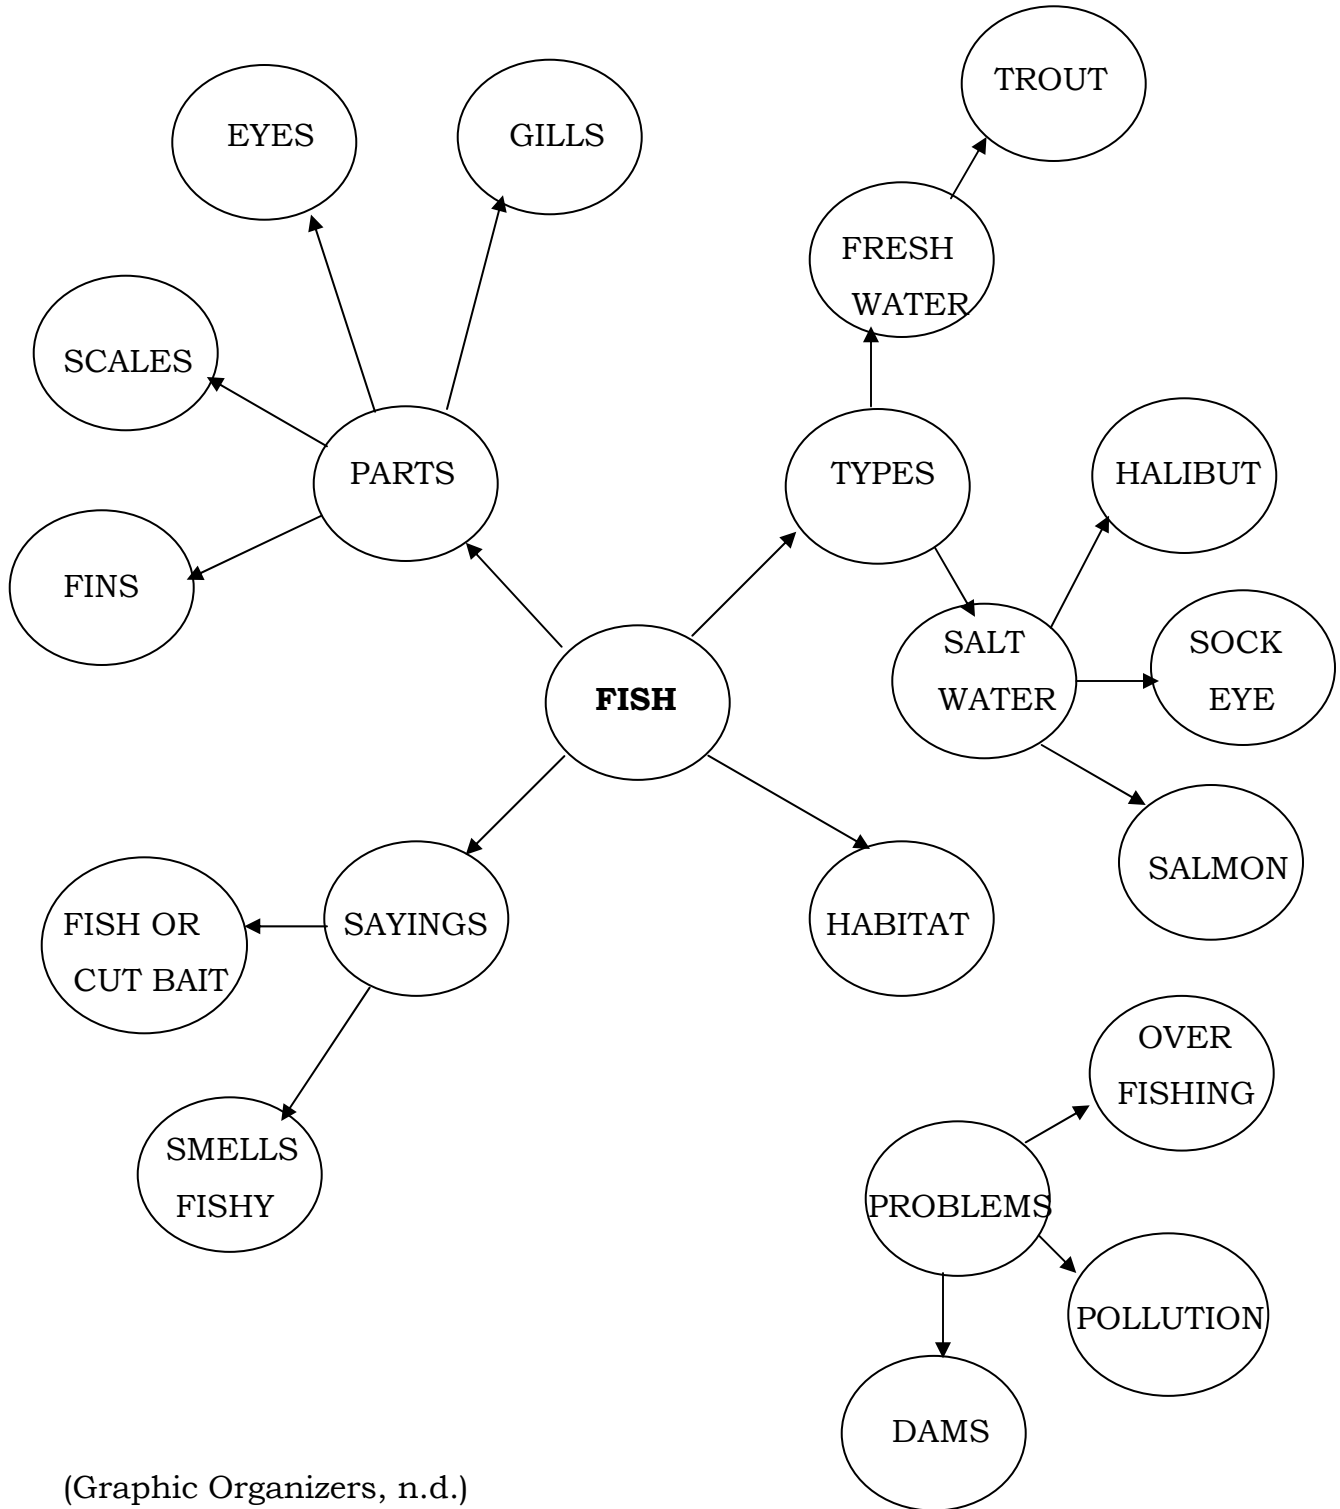 TROUT
EYES
GILLS
FRESH
WATER
SCALES
PARTS
TYPES
HALIBUT
FINS
SALT
WATER
SOCK
EYE
FISH
SALMON
FISH OR
CUT BAIT
SAYINGS
HABITAT
OVER
FISHING
SMELLS
FISHY
PROBLEMS
POLLUTION
DAMS
(Graphic Organizers, n.d.)